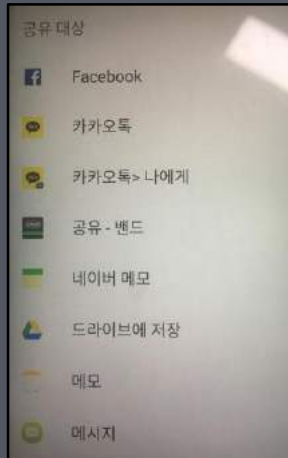 공유 대상
Facebook
카카오톡
카카오톡> 나에게
공유 - 밴드
네이버 메모
드라이브에 저장
메모
메시지